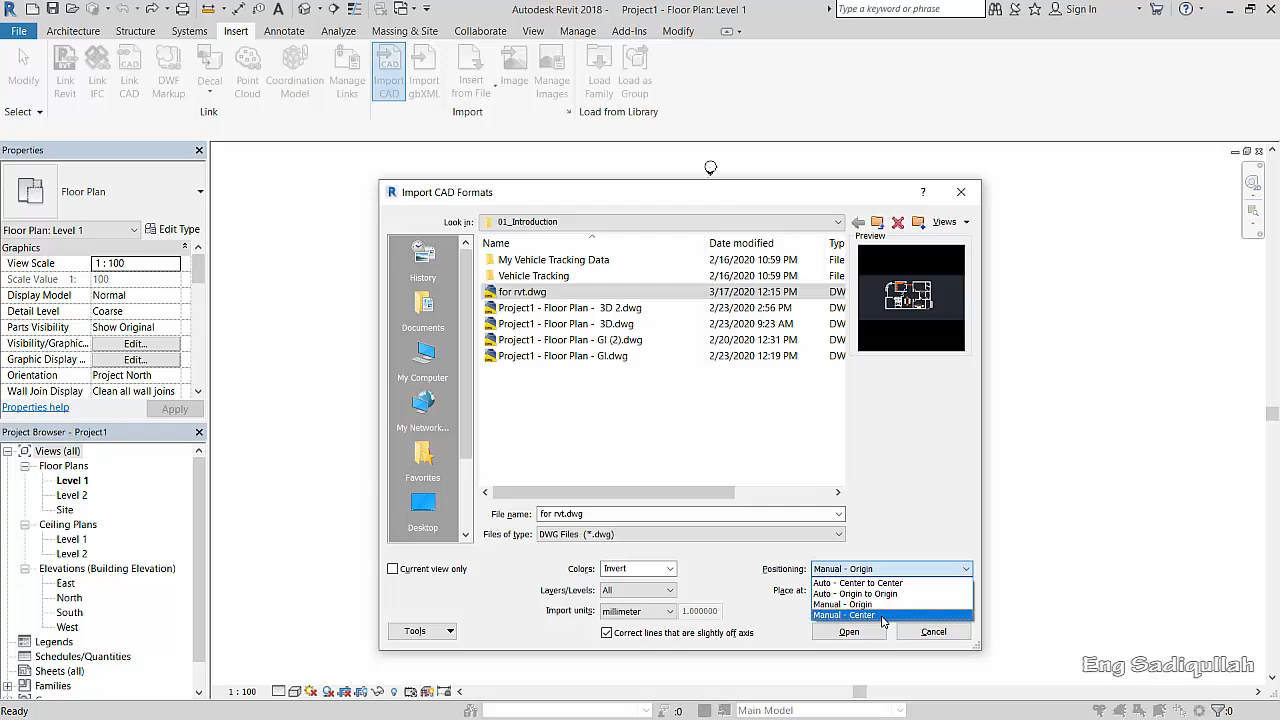 Autodesk Revit 2018 - Project1 - Floor Plan: Level 1
Type a keyword or phrase
Sign In
File Architecture Structure Systems Insert Annotate Analyze Massing & Site Collaborate View Manage Add-Ins Modify
Modify
Link Revit
Link IFC
Link CAD
DWF Markup
Decal
Point Cloud
Coordination Model
Manage Links
Import CAD
Import gbXML
Insert from File
Image
Manage Images
Load Family
Load as Group
Select
Link
Import
Load from Library
Properties
Floor Plan
Floor Plan: Level 1 Edit Type
Graphics
View Scale 1 : 100
Scale Value 1: 100
Display Model Normal
Detail Level Coarse
Parts Visibility Show Original
Visibility/Graphic... Edit...
Graphic Display ... Edit...
Orientation Project North
Wall Join Display Clean all wall joins
Properties help Apply
Project Browser - Project1
Views (all)
Floor Plans
Level 1
Level 2
Site
Ceiling Plans
Level 1
Level 2
Elevations (Building Elevation)
East
North
South
West
Legends
Schedules/Quantities
Sheets (all)
Families
Import CAD Formats ?
Look in: 01_Introduction Views
History
Documents
My Computer
My Network...
Favorites
Desktop
Name Date modified Typ
My Vehicle Tracking Data 2/16/2020 10:59 PM File
Vehicle Tracking 2/16/2020 10:59 PM File
for rvt.dwg 3/17/2020 12:15 PM DW
Project1 - Floor Plan - 3D 2.dwg 2/23/2020 2:56 PM DW
Project1 - Floor Plan - 3D.dwg 2/23/2020 9:23 AM DW
Project1 - Floor Plan - GI (2).dwg 2/20/2020 12:31 PM DW
Project1 - Floor Plan - GI.dwg 2/23/2020 12:19 PM DW
Preview
File name: for rvt.dwg
Files of type: DWG Files (*.dwg)
Current view only
Colors: Invert
Layers/Levels: All
Import units: millimeter 1.000000
Correct lines that are slightly off axis
Positioning: Manual - Origin
Auto - Center to Center
Auto - Origin to Origin
Manual - Origin
Manual - Center
Place at:
Tools
Open
Cancel
Eng Sadiqullah
1 : 100
Ready
:0
Main Model
:0